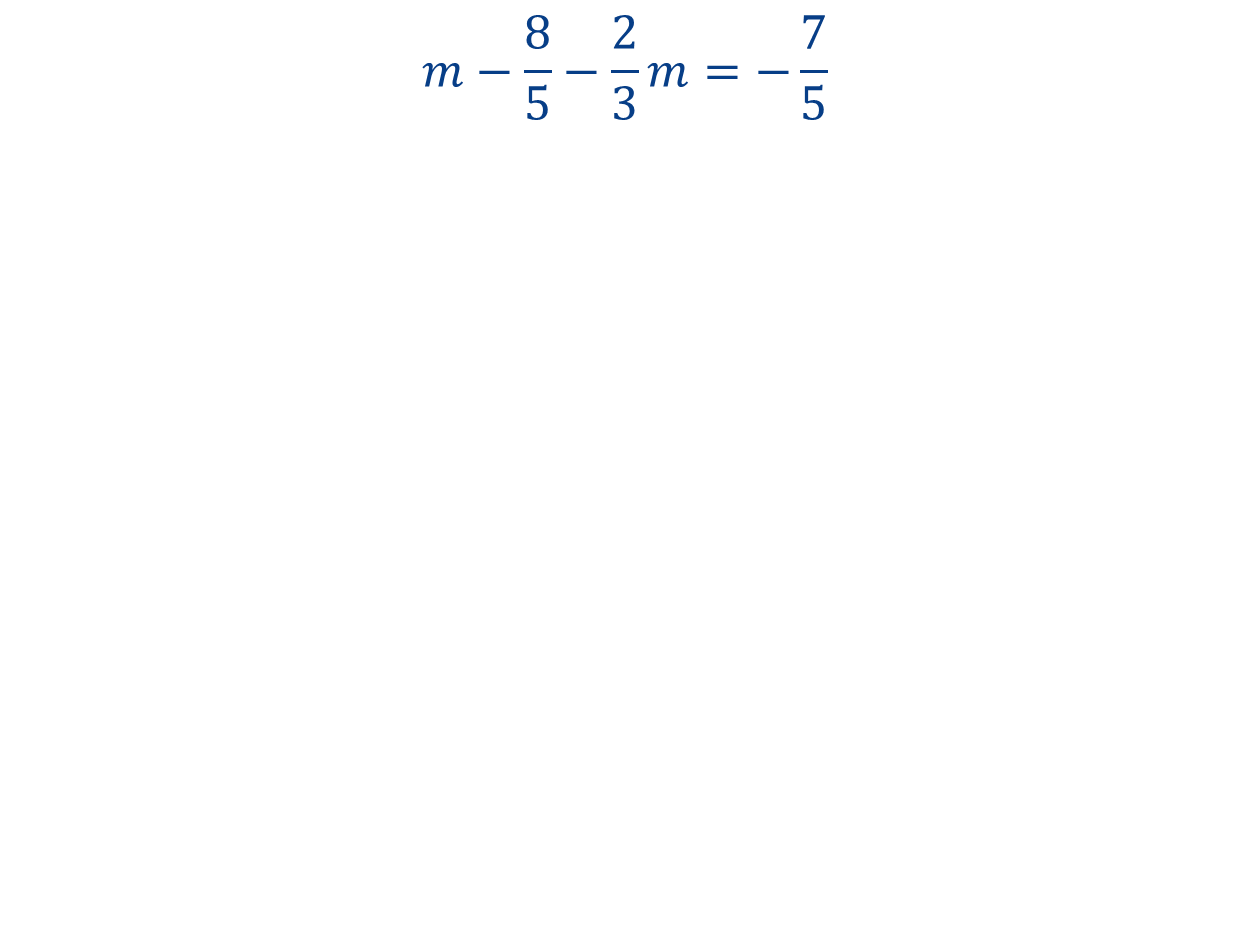 m − 8/5 − 2/3 m = − 7/5